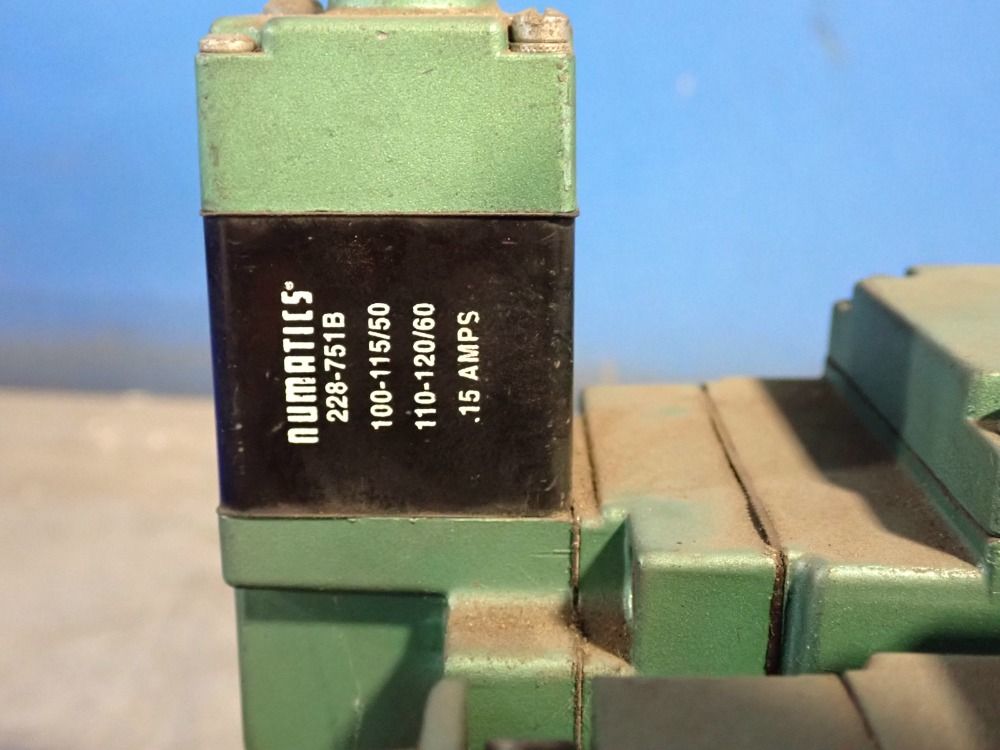 NUMATICS®
228-751B
100-115/50
110-120/60
.15 AMPS